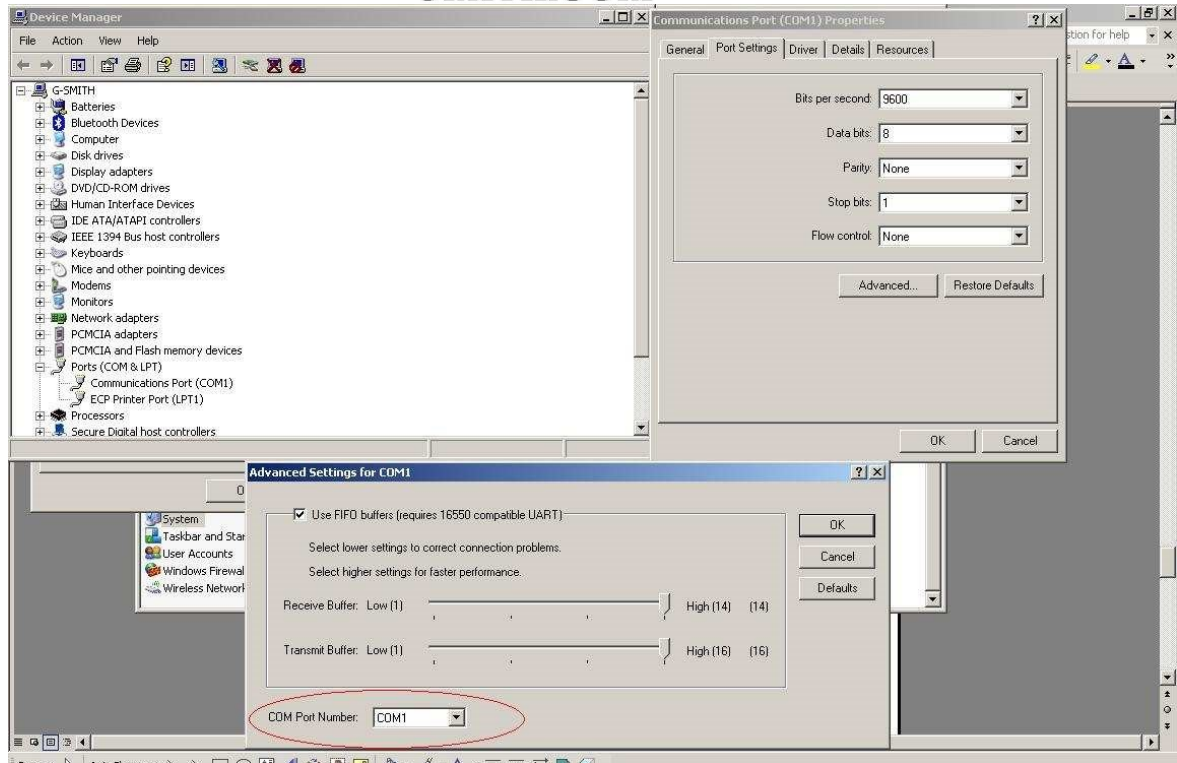 Device Manager
File Action View Help
G-SMITH
Batteries
Bluetooth Devices
Computer
Disk drives
Display adapters
DVD/CD-ROM drives
Human Interface Devices
IDE ATA/ATAPI controllers
IEEE 1394 Bus host controllers
Keyboards
Mice and other pointing devices
Modems
Monitors
Network adapters
PCMCIA adapters
PCMCIA and Flash memory devices
Ports (COM & LPT)
Communications Port (COM1)
ECP Printer Port (LPT1)
Processors
Secure Digital host controllers
Communications Port (COM1) Properties
General Port Settings Driver Details Resources
Bits per second: 9600
Data bits: 8
Parity: None
Stop bits: 1
Flow control: None
Advanced... Restore Defaults
OK Cancel
for help
System
Taskbar and Star
User Accounts
Windows Firewal
Wireless Network
Advanced Settings for COM1
Use FIFO buffers (requires 16550 compatible UART)
Select lower settings to correct connection problems.
Select higher settings for faster performance.
Receive Buffer: Low (1) High (14) (14)
Transmit Buffer: Low (1) High (16) (16)
COM Port Number: COM1
OK
Cancel
Defaults